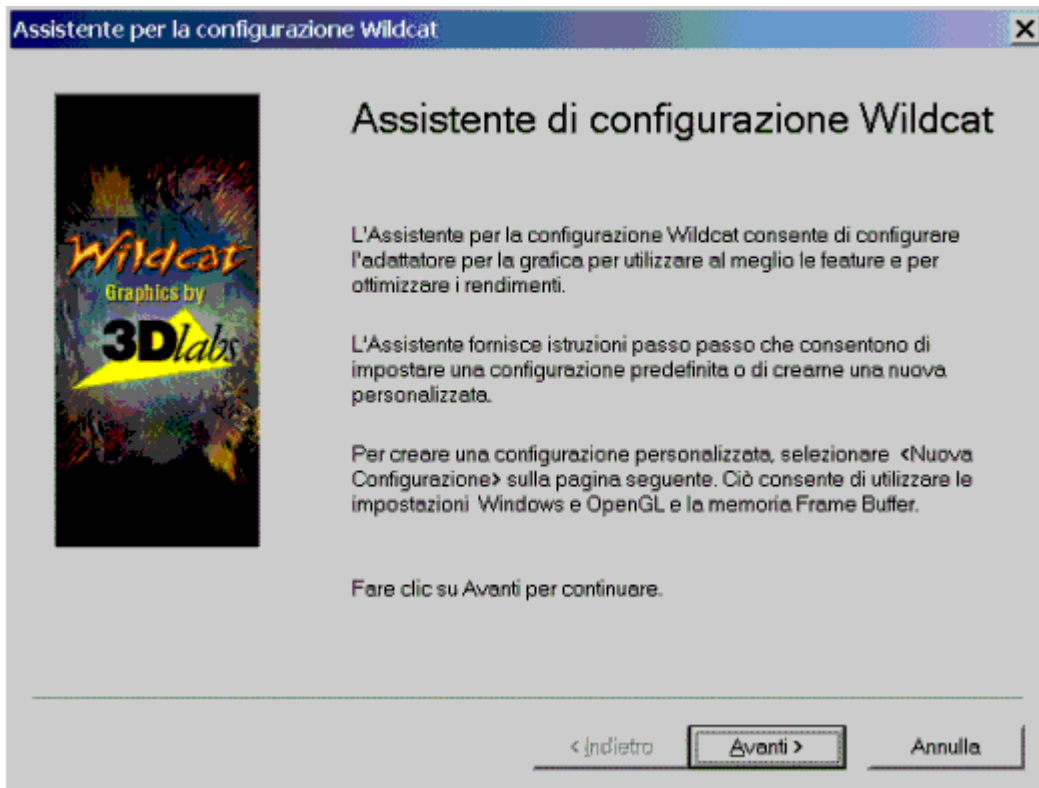 Assistente per la configurazione Wildcat
Assistente di configurazione Wildcat
Wildcat
Graphics by
3Dlabs
L'Assistente per la configurazione Wildcat consente di configurare
l'adattatore per la grafica per utilizzare al meglio le feature e per
ottimizzare i rendimenti.
L'Assistente fornisce istruzioni passo passo che consentono di
impostare una configurazione predefinita o di crearne una nuova
personalizzata.
Per creare una configurazione personalizzata, selezionare <Nuova
Configurazione> sulla pagina seguente. Ciò consente di utilizzare le
impostazioni Windows e OpenGL e la memoria Frame Buffer.
Fare clic su Avanti per continuare.
< Indietro
Avanti >
Annulla